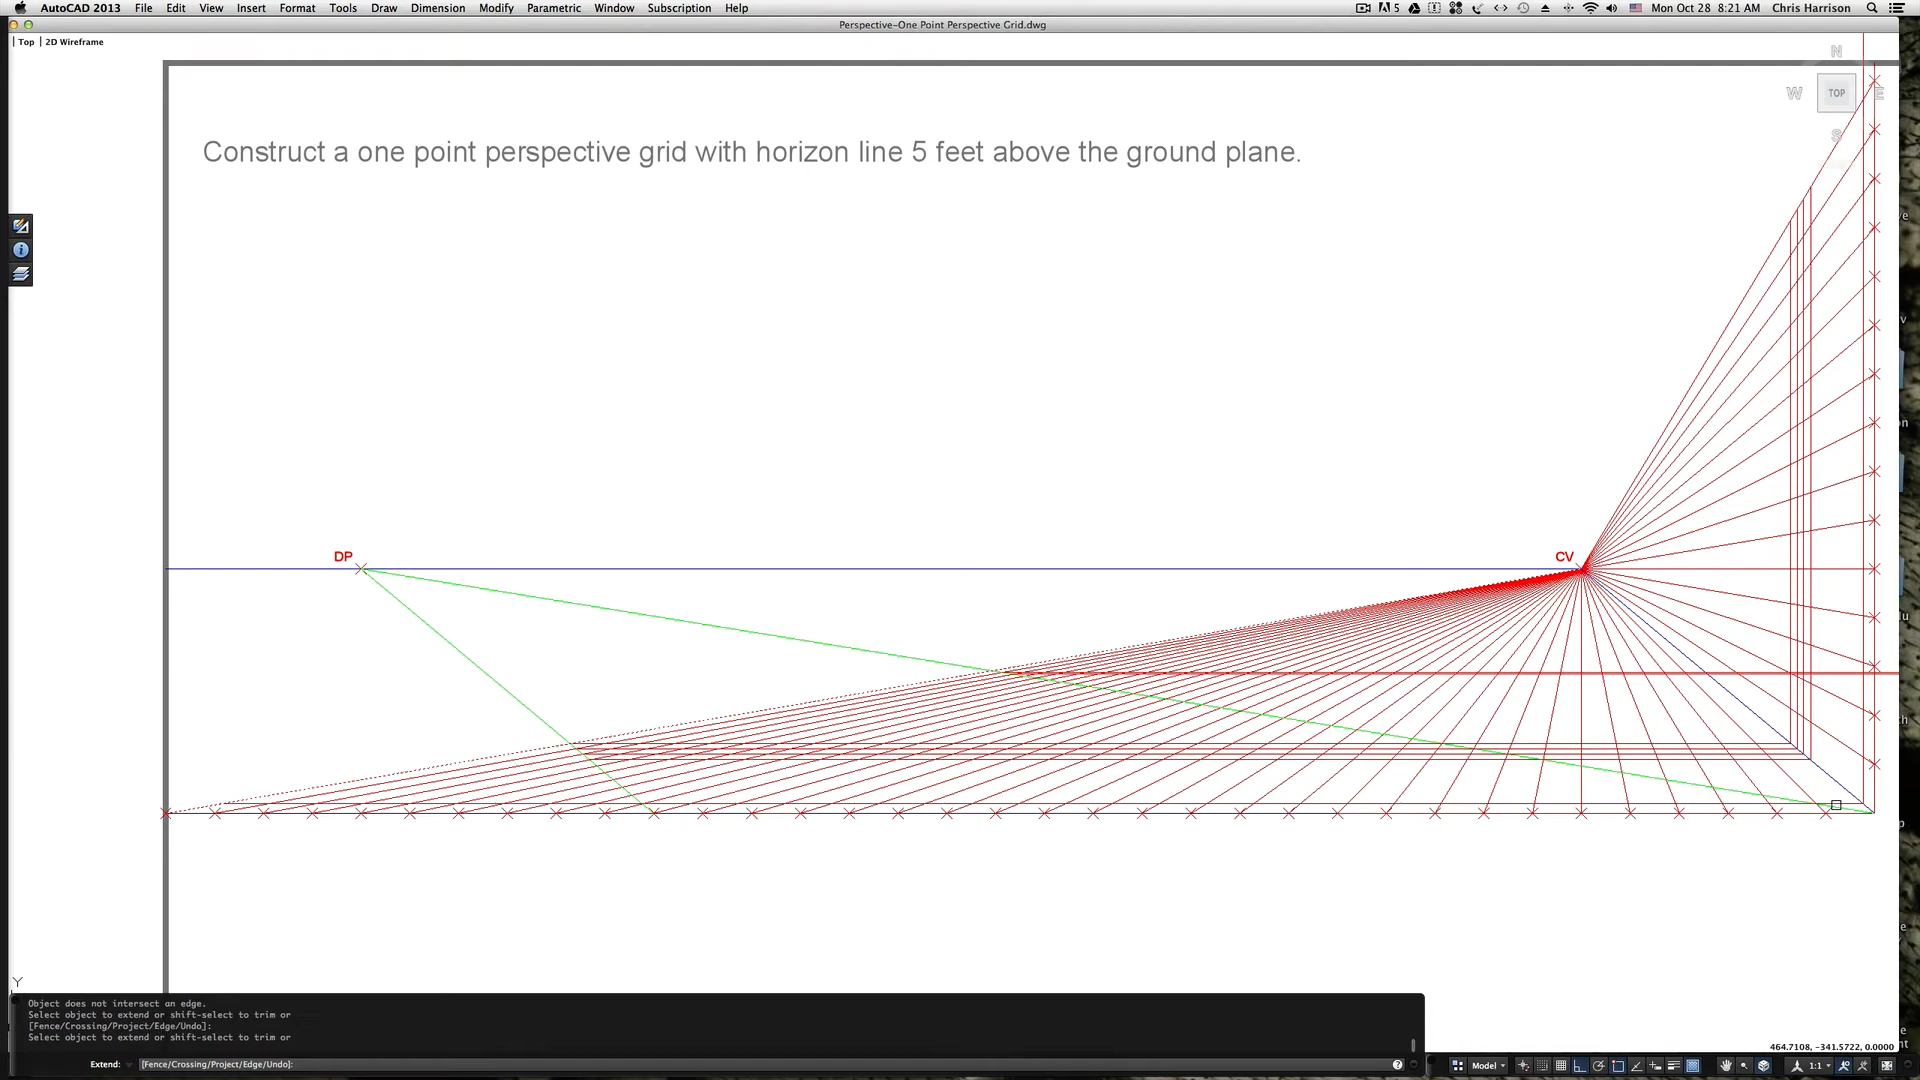 AutoCAD 2013 File Edit View Insert Format Tools Draw Dimension Modify Parametric Window Subscription Help 5 Mon Oct 28 8:21 AM Chris Harrison
Perspective-One Point Perspective Grid.dwg
| Top | 2D Wireframe
N
W TOP E
S
Construct a one point perspective grid with horizon line 5 feet above the ground plane.
DP
CV
Y
Object does not intersect an edge.
Select object to extend or shift-select to trim or
[Fence/Crossing/Project/Edge/Undo]:
Select object to extend or shift-select to trim or
464.7108, -341.5722, 0.0000
Extend: [Fence/Crossing/Project/Edge/Undo]:
Model 1:1